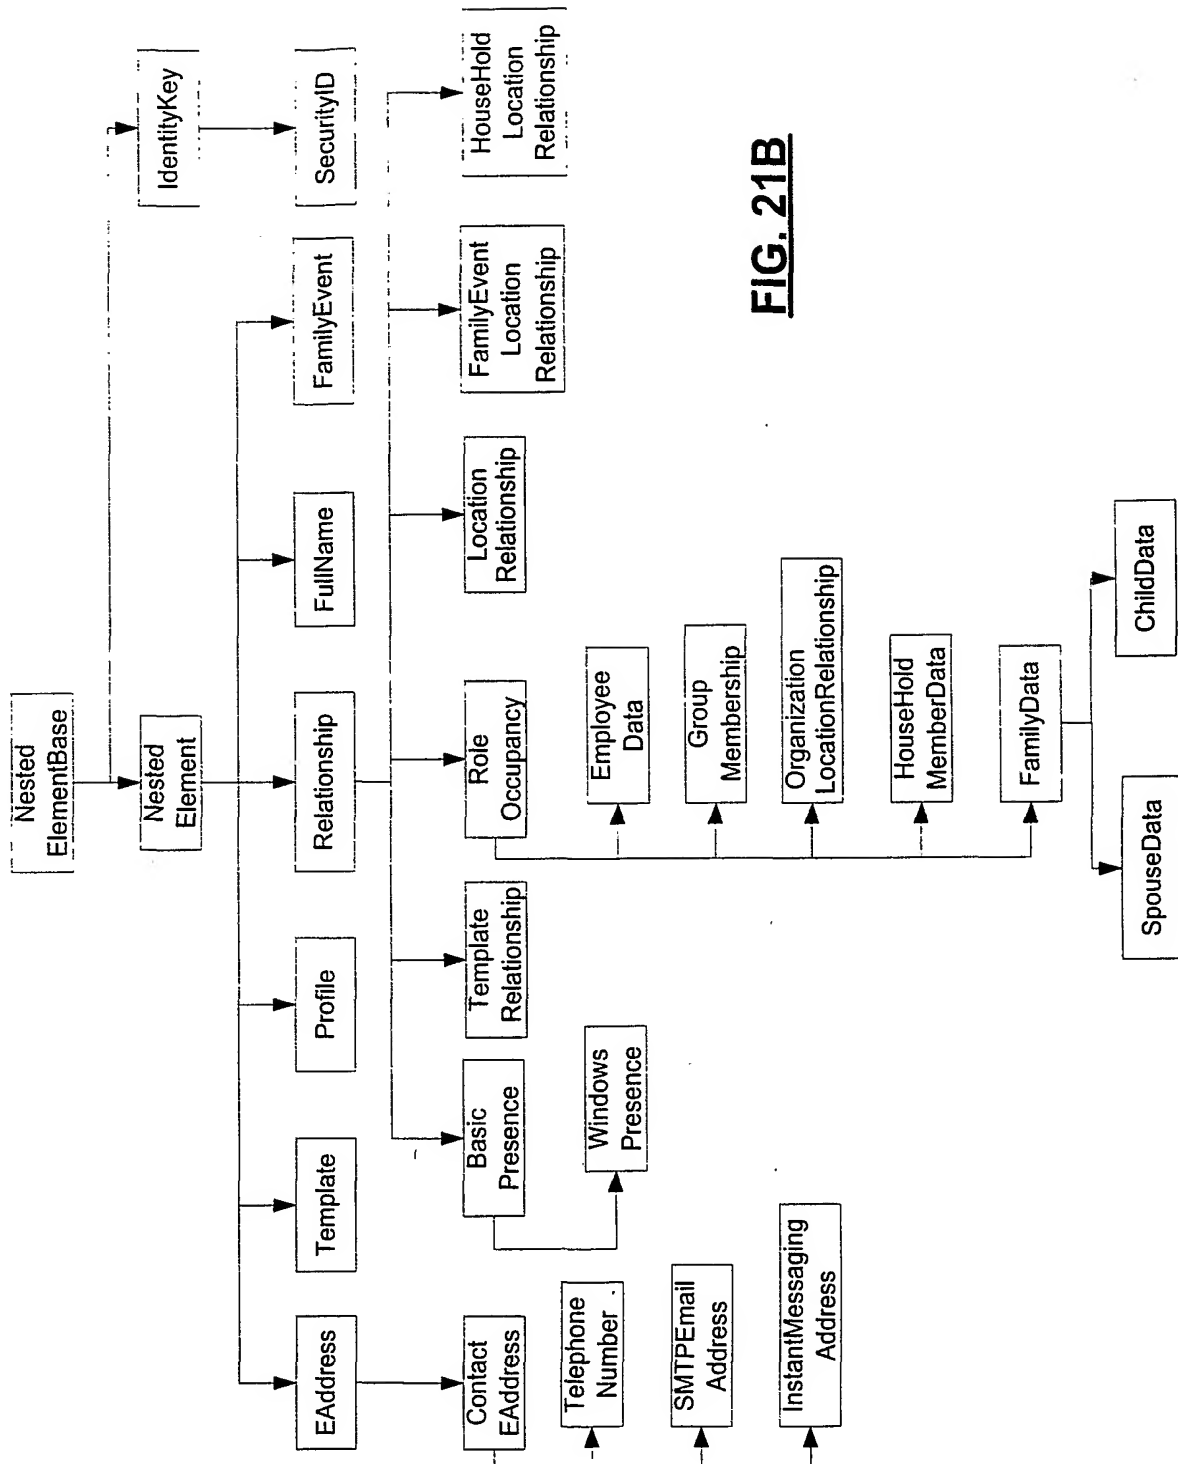 Nested
ElementBase
IdentityKey
Nested
Element
EAddress
Template
Profile
Relationship
FullName
FamilyEvent
SecurityID
Contact
EAddress
Basic
Presence
Template
Relationship
Role
Occupancy
Location
Relationship
FamilyEvent
Location
Relationship
HouseHold
Location
Relationship
Telephone
Number
Windows
Presence
Employee
Data
SMTPEmail
Address
Group
Membership
InstantMessaging
Address
Organization
LocationRelationship
HouseHold
MemberData
FamilyData
SpouseData
ChildData
FIG. 21B